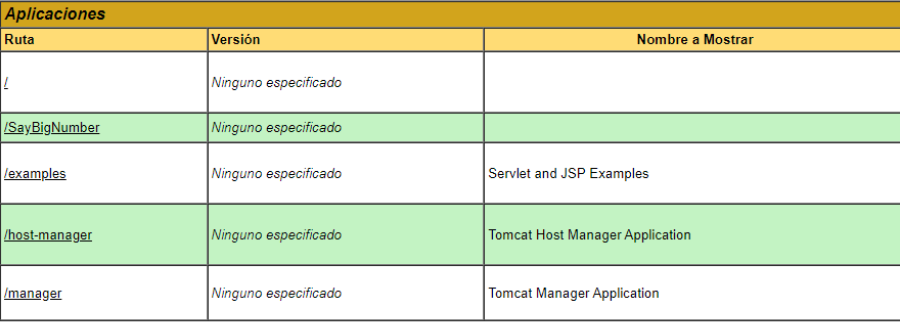 Aplicaciones
Ruta Versión Nombre a Mostrar
/ Ninguno especificado
/SayBigNumber Ninguno especificado
/examples Ninguno especificado Servlet and JSP Examples
/host-manager Ninguno especificado Tomcat Host Manager Application
/manager Ninguno especificado Tomcat Manager Application